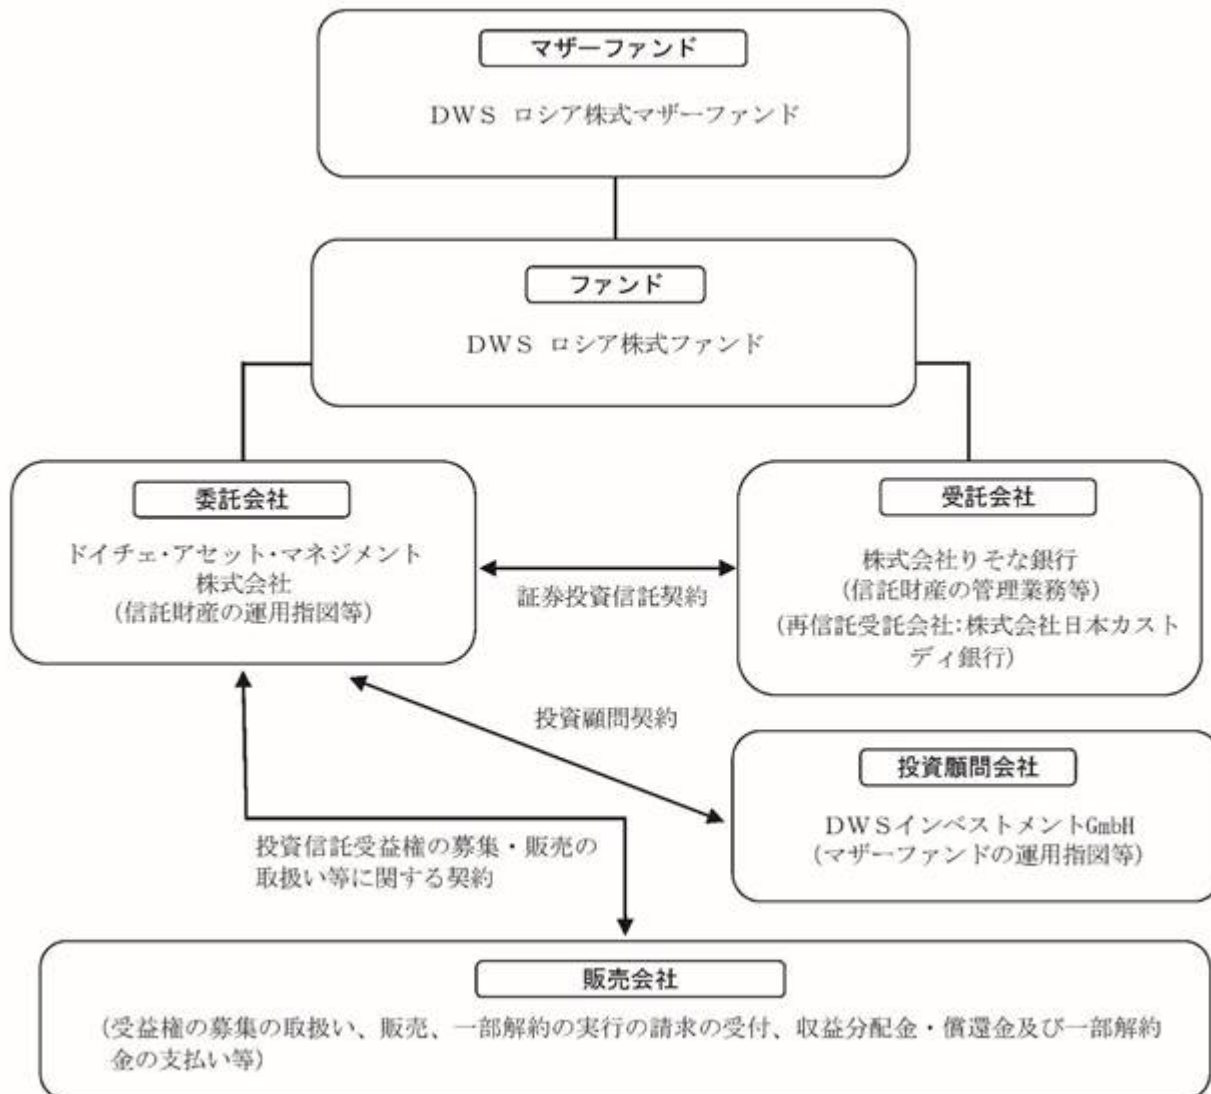 マザーファンド
DWS ロシア株式マザーファンド
ファンド
DWS ロシア株式ファンド
委託会社
ドイチェ・アセット・マネジメント
株式会社
(信託財産の運用指図等)
証券投資信託契約
受託会社
株式会社りそな銀行
(信託財産の管理業務等)
(再信託受託会社:株式会社日本カスト
ディ銀行)
投資顧問契約
投資顧問会社
DWSインベストメントGmbH
(マザーファンドの運用指図等)
投資信託受益権の募集・販売の
取扱い等に関する契約
販売会社
(受益権の募集の取扱い、販売、一部解約の実行の請求の受付、収益分配金・償還金及び一部解約
金の支払い等)